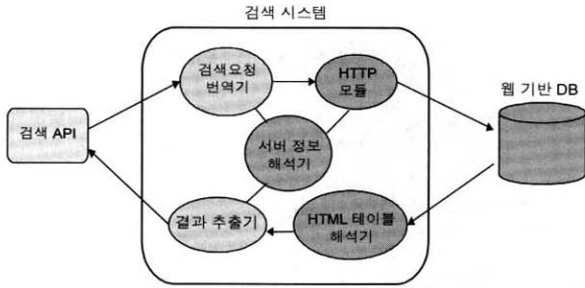 검색 시스템
검색요청
번역기
HTTP
모듈
웹 기반 DB
검색 API
서버 정보
해석기
결과 추출기
HTML 테이블
해석기